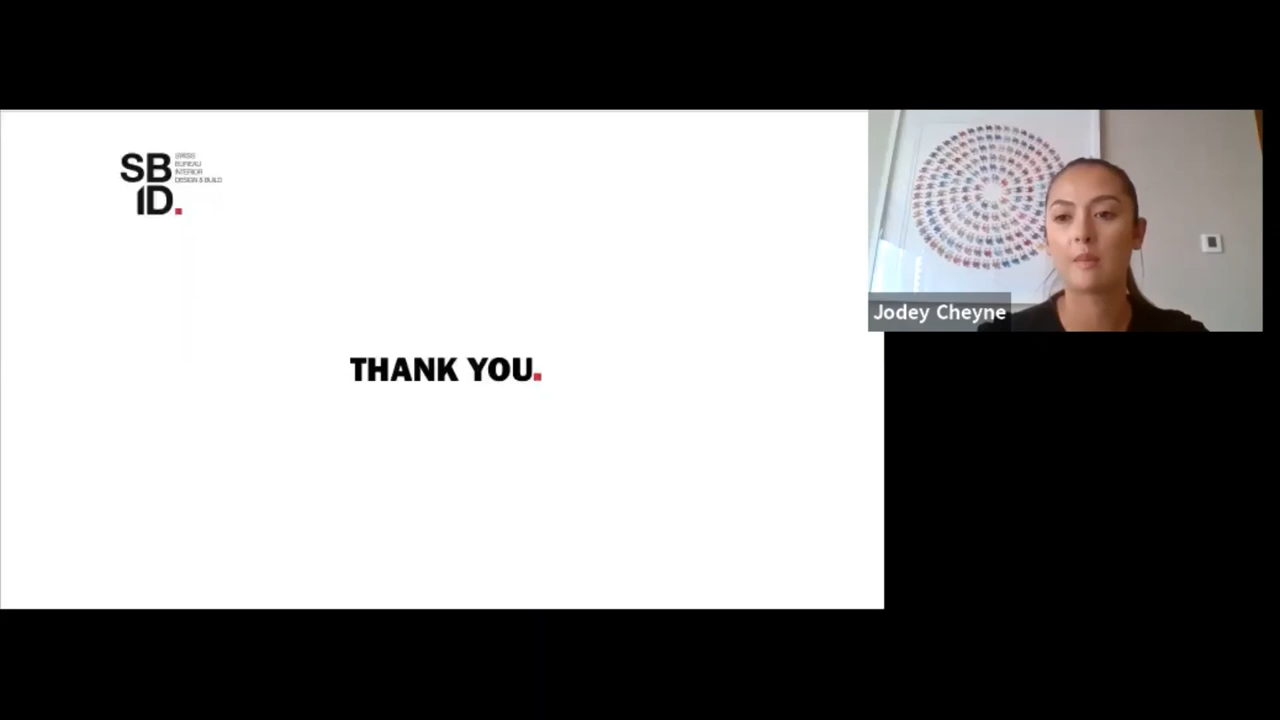 SB
ID.
SWISS
BUREAU
INTERIOR
DESIGN & BUILD
THANK YOU.
Jodey Cheyne